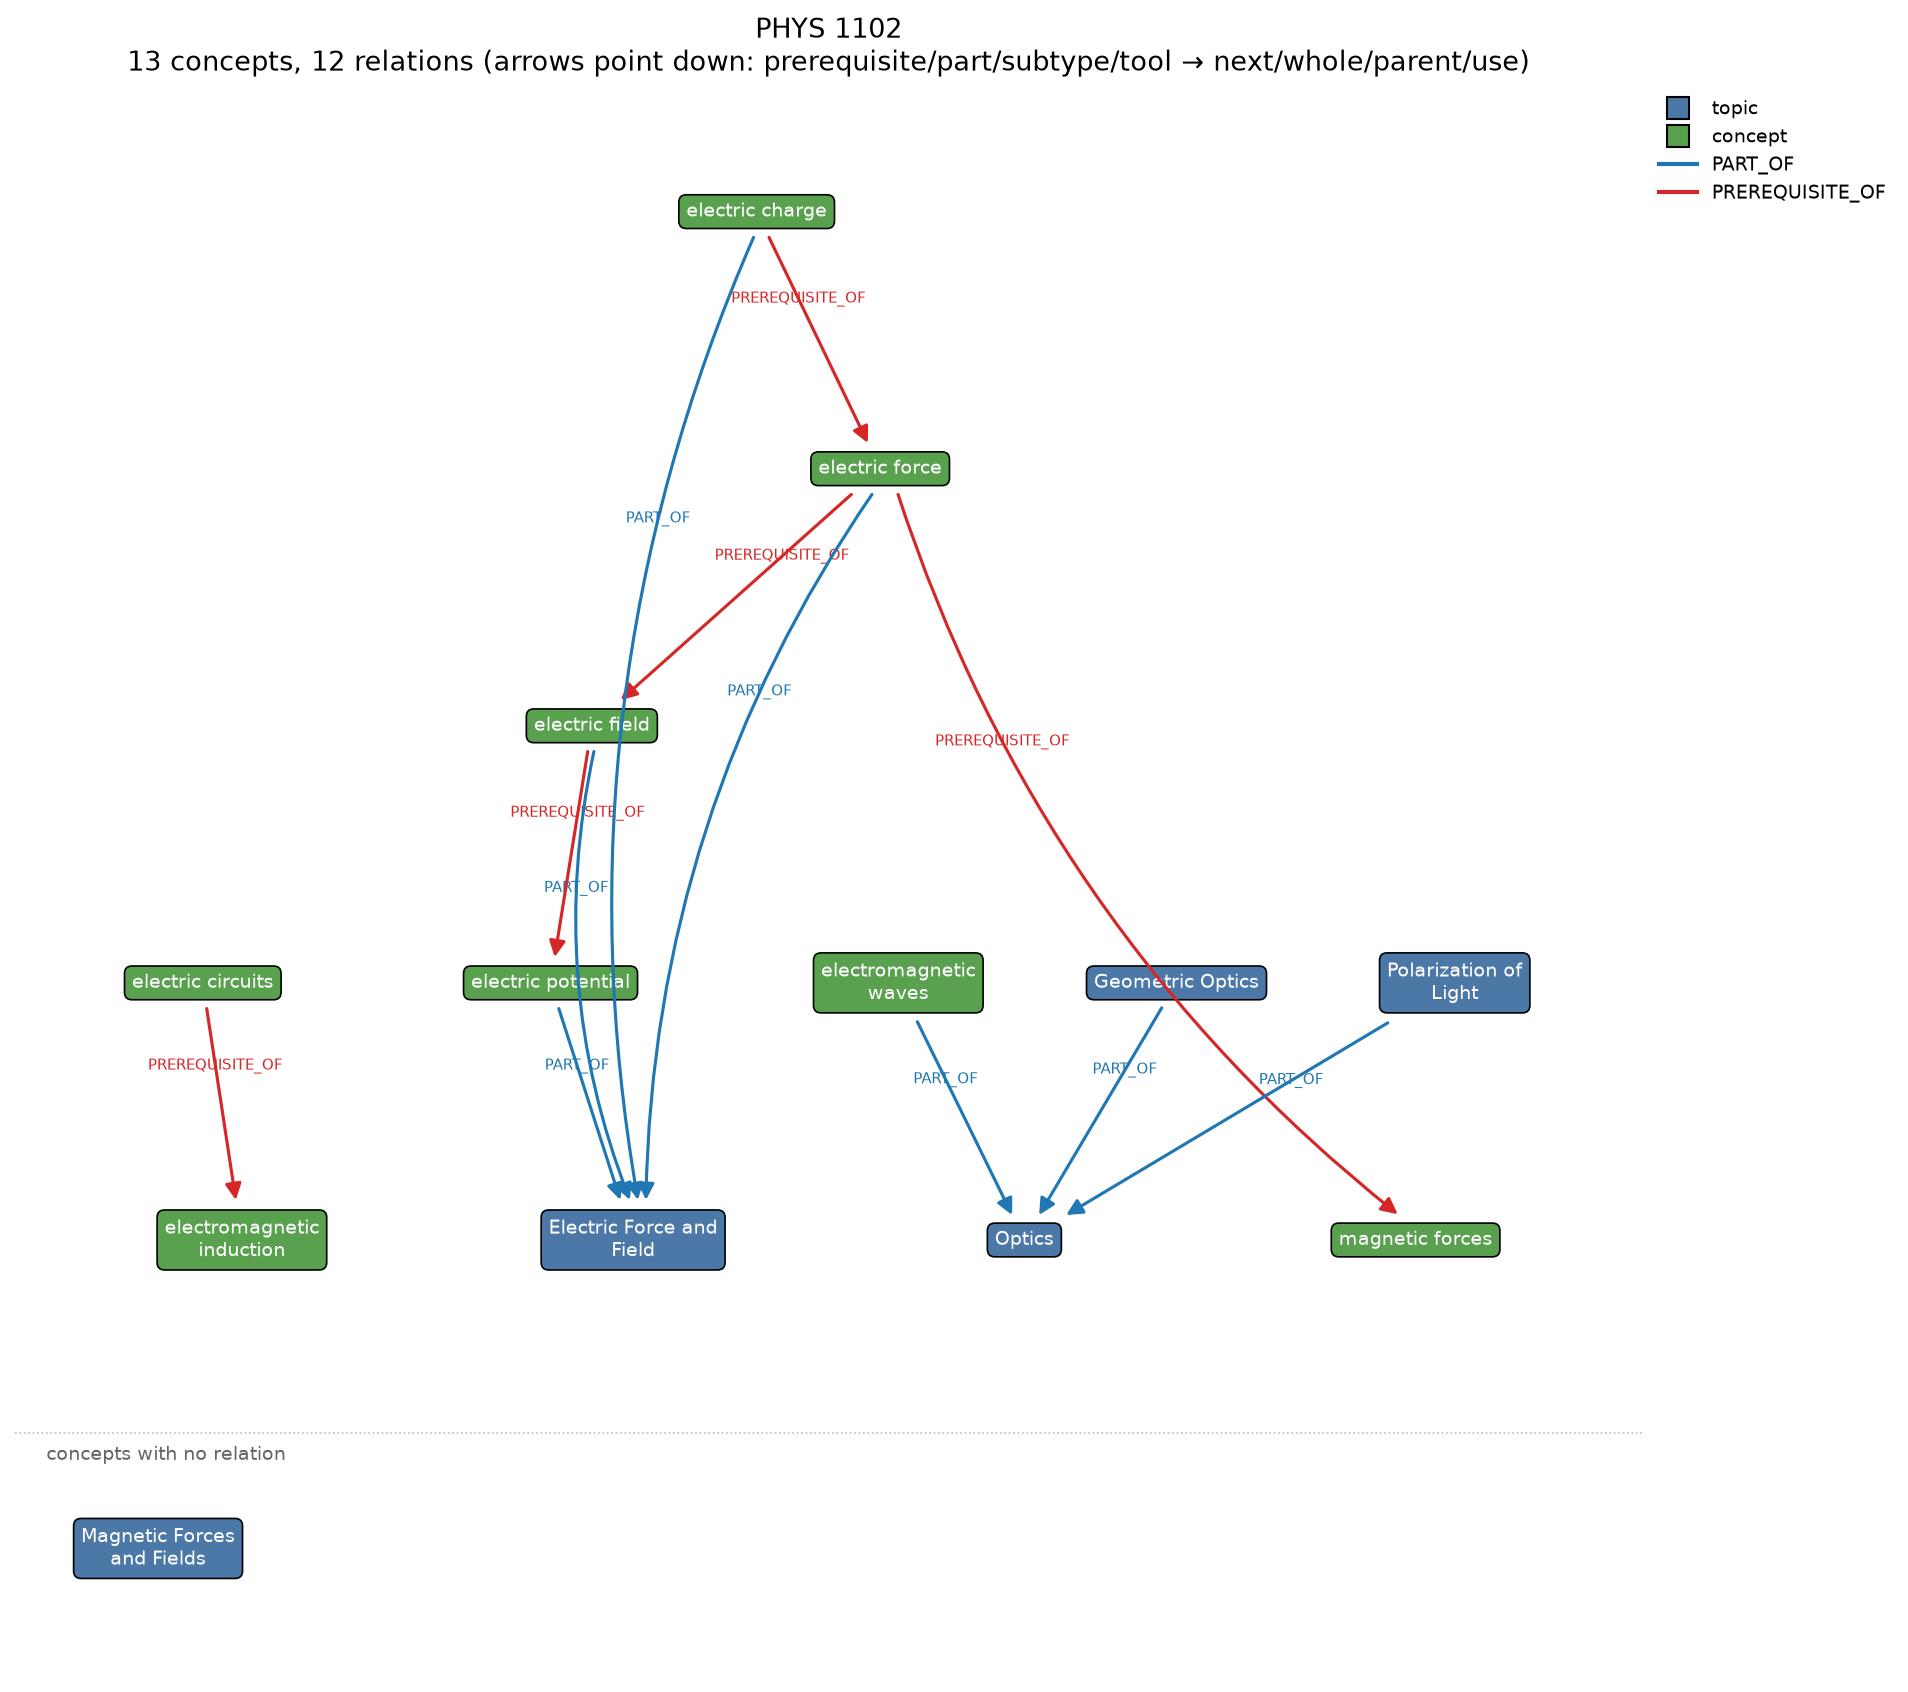 PHYS 1102
13 concepts, 12 relations (arrows point down: prerequisite/part/subtype/tool → next/whole/parent/use)
topic
concept
PART_OF
PREREQUISITE_OF
electric charge
PREREQUISITE_OF
electric force
PART_OF
PREREQUISITE_OF
PART_OF
electric field
PREREQUISITE_OF
PREREQUISITE_OF
PART_OF
electric circuits
electric potential
electromagnetic
waves
Geometric Optics
Polarization of
Light
PREREQUISITE_OF
PART_OF
PART_OF
PART_OF
PART_OF
electromagnetic
induction
Electric Force and
Field
Optics
magnetic forces
concepts with no relation
Magnetic Forces
and Fields